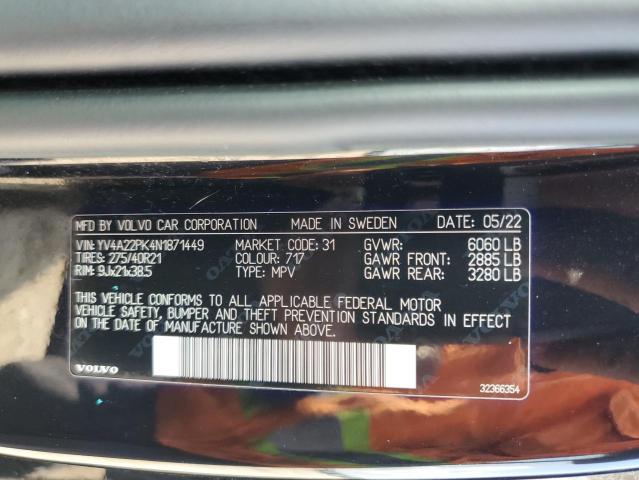 MFD BY VOLVO CAR CORPORATION MADE IN SWEDEN DATE: 05/22
VIN: YV4A22PK4N1871449 MARKET CODE: 31 GVWR: 6060 LB
TIRES: 275/40R21 COLOUR: 717 GAWR FRONT: 2885 LB
RIM: 9Jx21x38.5 TYPE: MPV GAWR REAR: 3280 LB
THIS VEHICLE CONFORMS TO ALL APPLICABLE FEDERAL MOTOR
VEHICLE SAFETY, BUMPER AND THEFT PREVENTION STANDARDS IN EFFECT
ON THE DATE OF MANUFACTURE SHOWN ABOVE.
VOLVO 32366354